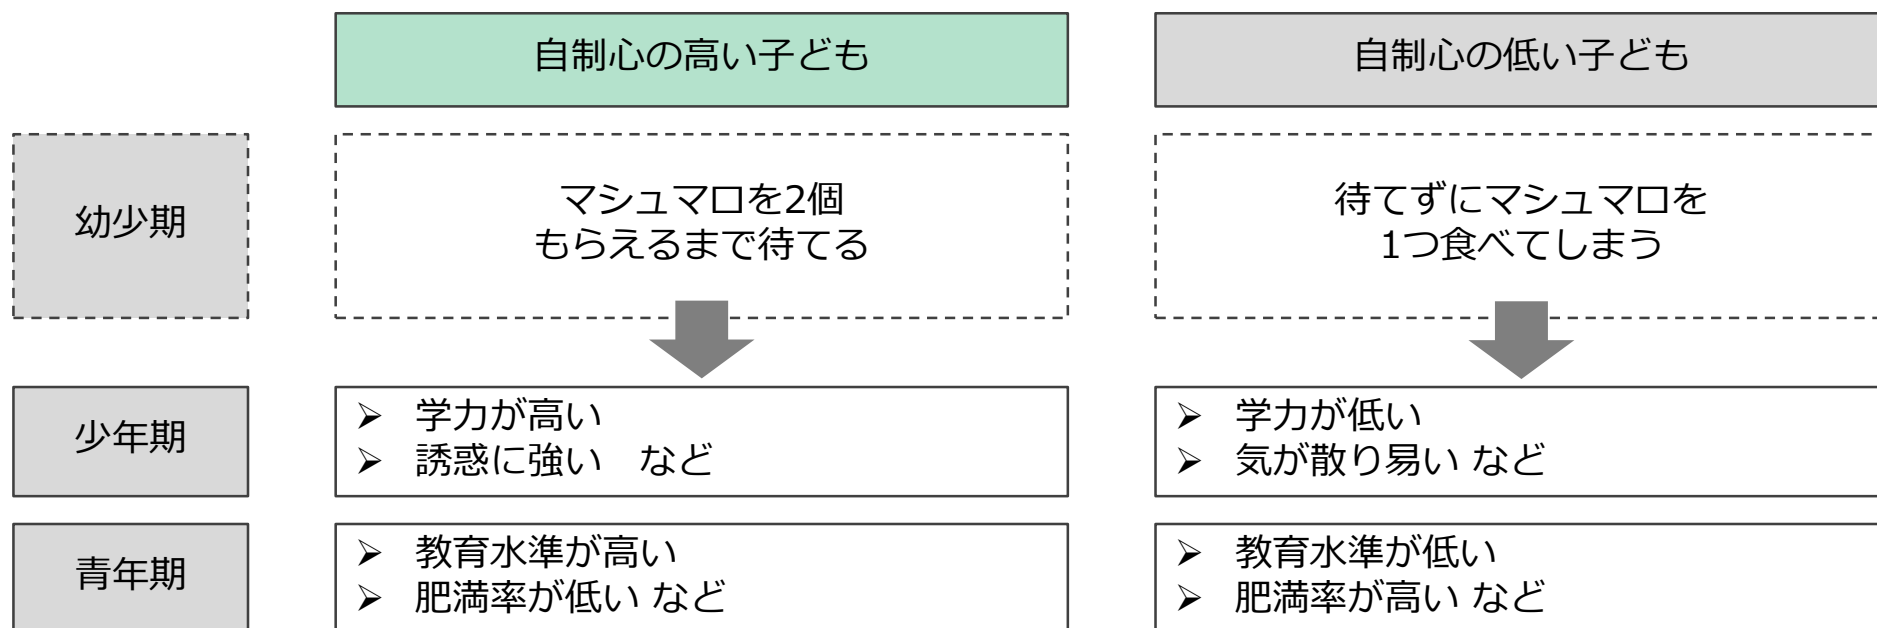 自制心の高い子ども
自制心の低い子ども
幼少期
マシュマロを2個
もらえるまで待てる
待てずにマシュマロを
1つ食べてしまう
少年期
➢ 学力が高い
➢ 誘惑に強い　など
➢ 学力が低い
➢ 気が散り易い など
青年期
➢ 教育水準が高い
➢ 肥満率が低い など
➢ 教育水準が低い
➢ 肥満率が高い など